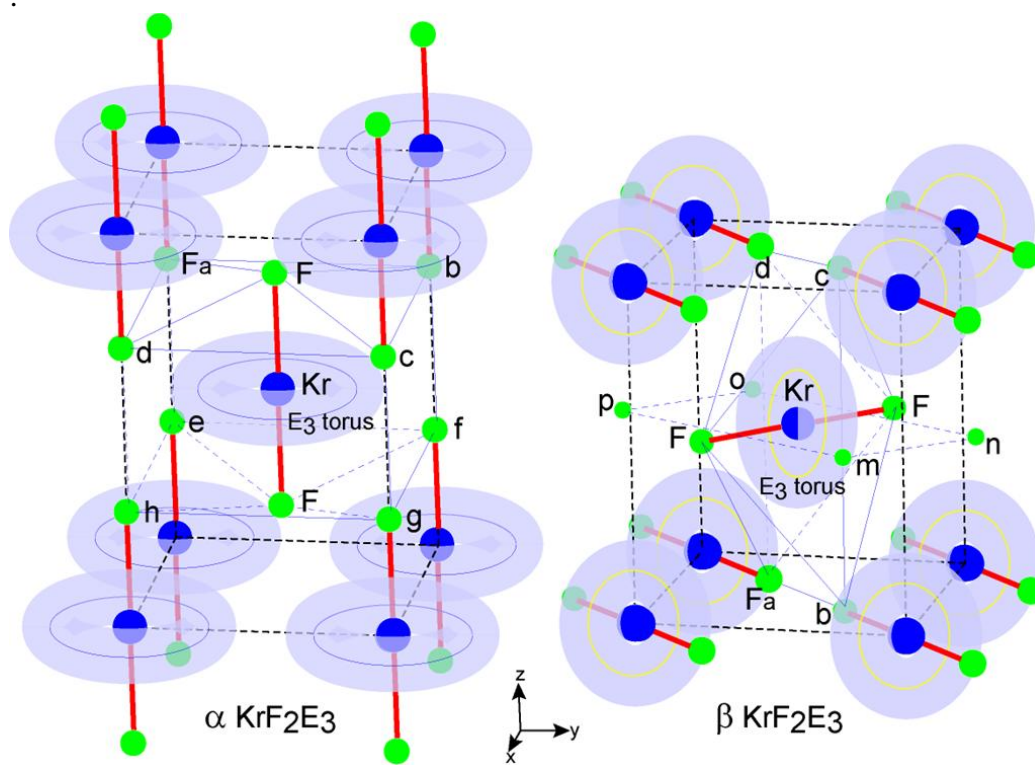 .
Fa
F
b
d
c
Kr
E3 torus
e
f
F
h
g
z
y
x
α KrF2E3
d
c
o
Kr
p
F
F
n
m
E3 torus
Fa
b
β KrF2E3